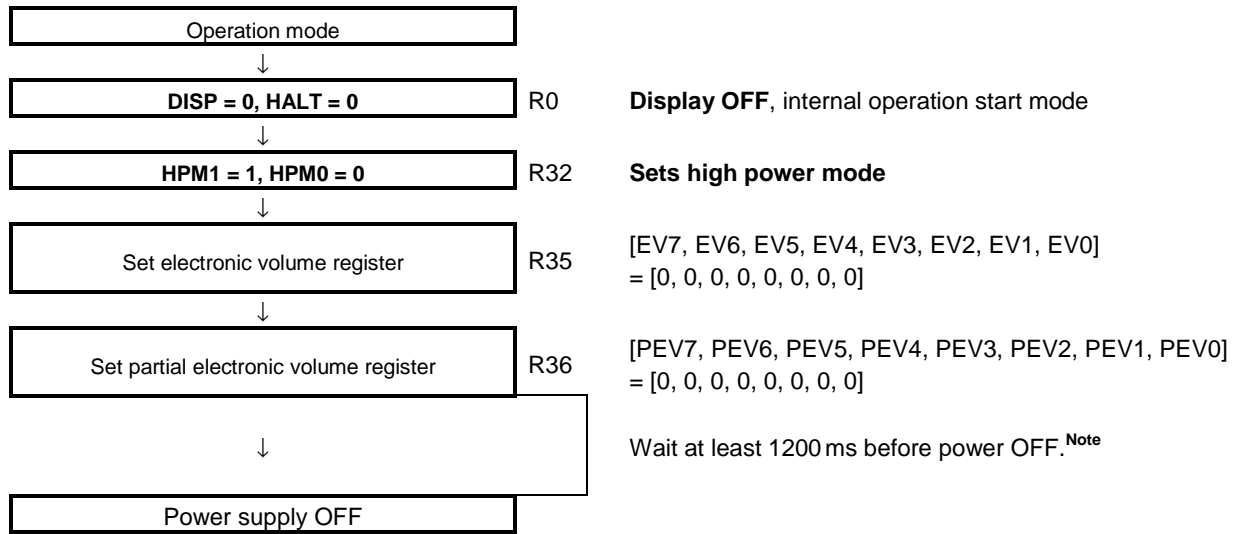 Operation mode
↓
DISP = 0, HALT = 0 R0 Display OFF, internal operation start mode
↓
HPM1 = 1, HPM0 = 0 R32 Sets high power mode
↓
Set electronic volume register R35 [EV7, EV6, EV5, EV4, EV3, EV2, EV1, EV0]
= [0, 0, 0, 0, 0, 0, 0, 0]
↓
Set partial electronic volume register R36 [PEV7, PEV6, PEV5, PEV4, PEV3, PEV2, PEV1, PEV0]
= [0, 0, 0, 0, 0, 0, 0, 0]
↓ Wait at least 1200 ms before power OFF.Note
Power supply OFF